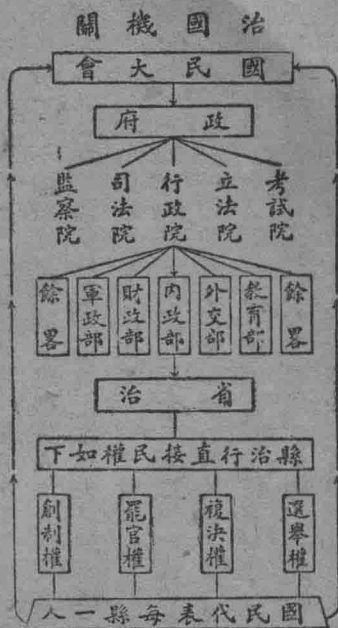 治國機關
國民大會
政府
考試院
立法院
行政院
司法院
監察院
餘畧
教育部
外交部
內政部
財政部
軍政部
餘畧
省治
縣治行直接民權如下
選舉權
複決權
罷官權
創制權
國民代表每縣一人